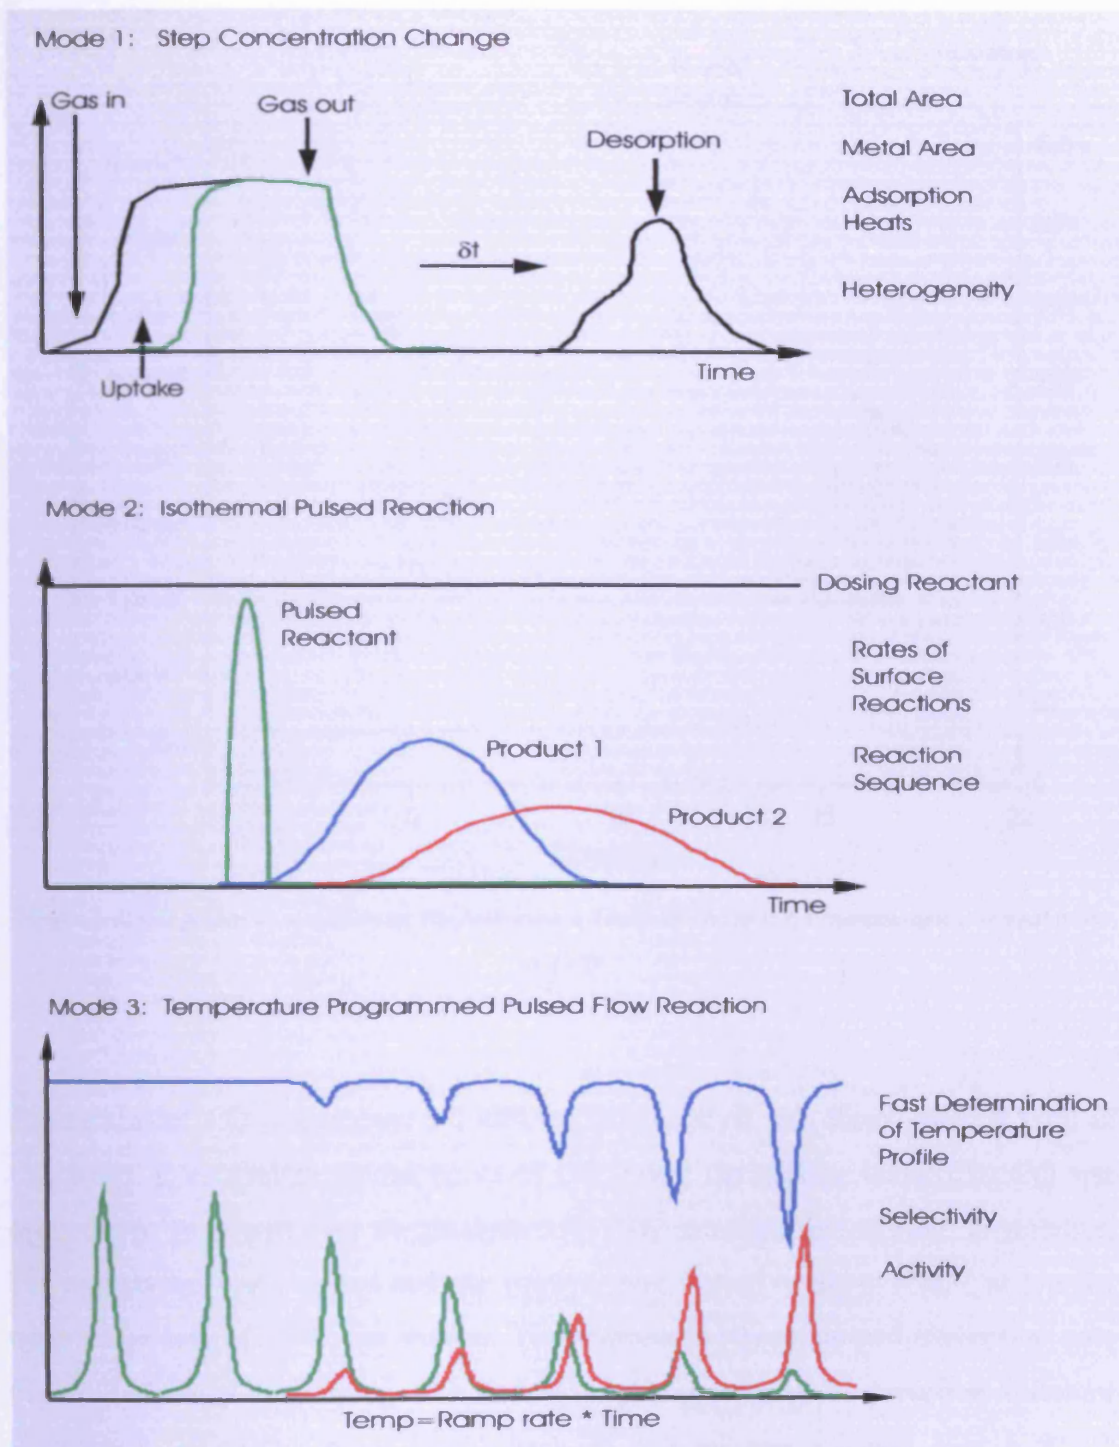 Mode 1: Step Concentration Change
Gas in
Gas out
Desorption
δt
Uptake
Time
Total Area
Metal Area
Adsorption
Heats
Heterogeneity
Mode 2: Isothermal Pulsed Reaction
Dosing Reactant
Pulsed
Reactant
Product 1
Product 2
Time
Rates of
Surface
Reactions
Reaction
Sequence
Mode 3: Temperature Programmed Pulsed Flow Reaction
Fast Determination
of Temperature
Profile
Selectivity
Activity
Temp=Ramp rate * Time